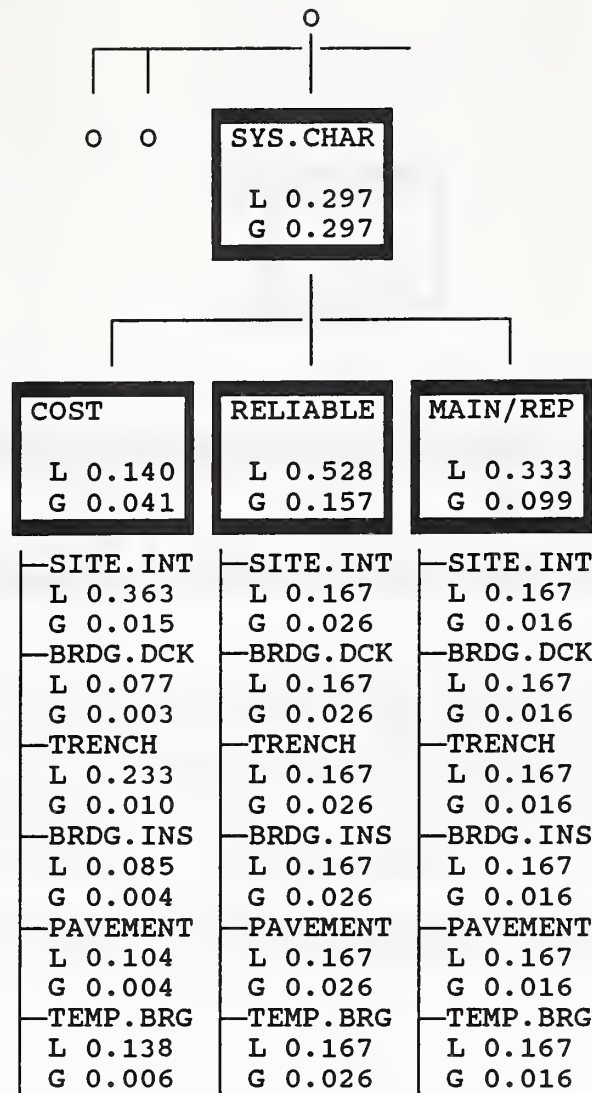 O
O O
SYS.CHAR
L 0.297
G 0.297
COST
L 0.140
G 0.041
RELIABLE
L 0.528
G 0.157
MAIN/REP
L 0.333
G 0.099
SITE.INT
L 0.363
G 0.015
BRDG.DCK
L 0.077
G 0.003
TRENCH
L 0.233
G 0.010
BRDG.INS
L 0.085
G 0.004
PAVEMENT
L 0.104
G 0.004
TEMP.BRG
L 0.138
G 0.006
SITE.INT
L 0.167
G 0.026
BRDG.DCK
L 0.167
G 0.026
TRENCH
L 0.167
G 0.026
BRDG.INS
L 0.167
G 0.026
PAVEMENT
L 0.167
G 0.026
TEMP.BRG
L 0.167
G 0.026
SITE.INT
L 0.167
G 0.016
BRDG.DCK
L 0.167
G 0.016
TRENCH
L 0.167
G 0.016
BRDG.INS
L 0.167
G 0.016
PAVEMENT
L 0.167
G 0.016
TEMP.BRG
L 0.167
G 0.016